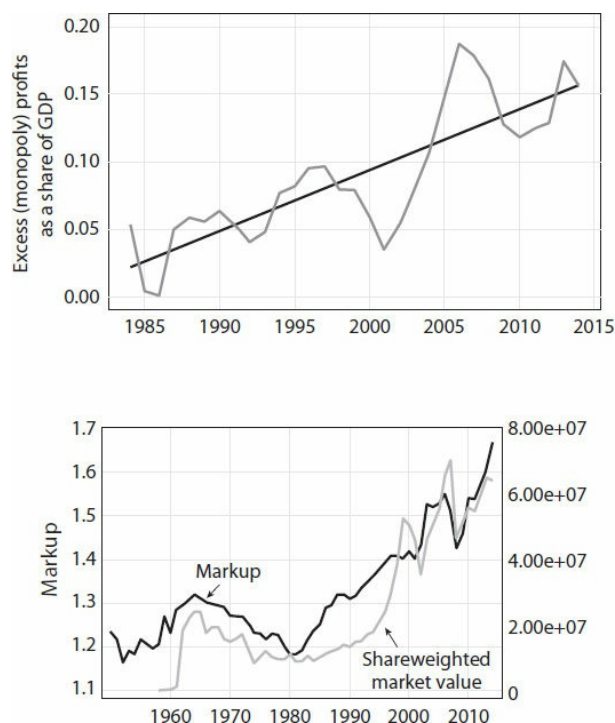 Excess (monopoly) profits
as a share of GDP
0.20
0.15
0.10
0.05
0.00
1985 1990 1995 2000 2005 2010 2015
Markup
1.7
1.6
1.5
1.4
1.3
1.2
1.1
8.00e+07
6.00e+07
4.00e+07
2.00e+07
0
Markup
Shareweighted
market value
1960 1970 1980 1990 2000 2010